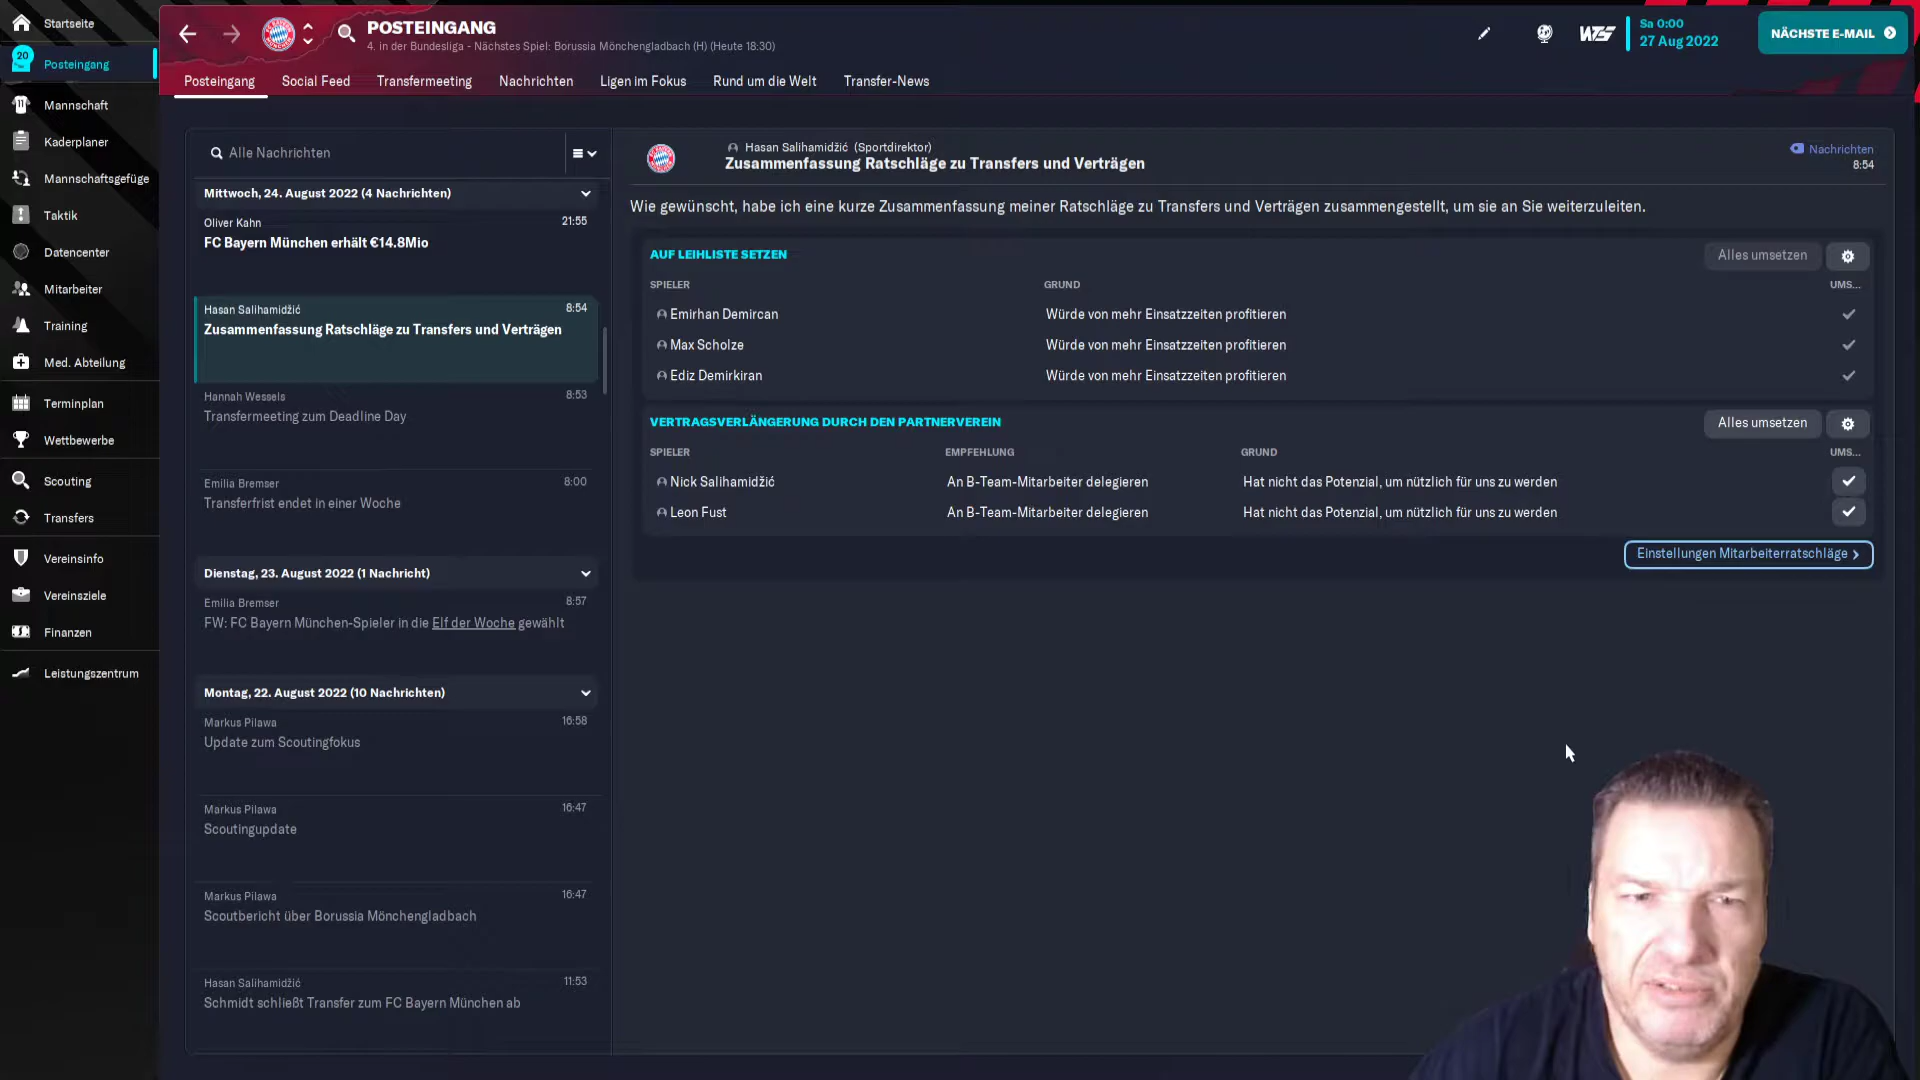 Startseite
20
Posteingang
Mannschaft
Kaderplaner
Mannschaftsgefüge
Taktik
Datencenter
Mitarbeiter
Training
Med. Abteilung
Terminplan
Wettbewerbe
Scouting
Transfers
Vereinsinfo
Vereinsziele
Finanzen
Leistungszentrum
POSTEINGANG
4. in der Bundesliga - Nächstes Spiel: Borussia Mönchengladbach (H) (Heute 18:30)
Sa 0:00
27 Aug 2022
NÄCHSTE E-MAIL
Posteingang Social Feed Transfermeeting Nachrichten Ligen im Fokus Rund um die Welt Transfer-News
Alle Nachrichten
Mittwoch, 24. August 2022 (4 Nachrichten)
Oliver Kahn 21:55
FC Bayern München erhält €14.8Mio
Hasan Salihamidžić 8:54
Zusammenfassung Ratschläge zu Transfers und Verträgen
Hannah Wessels 8:53
Transfermeeting zum Deadline Day
Emilia Bremser 8:00
Transferfrist endet in einer Woche
Dienstag, 23. August 2022 (1 Nachricht)
Emilia Bremser 8:57
FW: FC Bayern München-Spieler in die Elf der Woche gewählt
Montag, 22. August 2022 (10 Nachrichten)
Markus Pilawa 16:58
Update zum Scoutingfokus
Markus Pilawa 16:47
Scoutingupdate
Markus Pilawa 16:47
Scoutbericht über Borussia Mönchengladbach
Hasan Salihamidžić 11:53
Schmidt schließt Transfer zum FC Bayern München ab
Hasan Salihamidžić (Sportdirektor)
Zusammenfassung Ratschläge zu Transfers und Verträgen
Nachrichten
8:54
Wie gewünscht, habe ich eine kurze Zusammenfassung meiner Ratschläge zu Transfers und Verträgen zusammengestellt, um sie an Sie weiterzuleiten.
AUF LEIHLISTE SETZEN Alles umsetzen
SPIELER GRUND UMS...
Emirhan Demircan Würde von mehr Einsatzzeiten profitieren
Max Scholze Würde von mehr Einsatzzeiten profitieren
Ediz Demirkiran Würde von mehr Einsatzzeiten profitieren
VERTRAGSVERLÄNGERUNG DURCH DEN PARTNERVEREIN Alles umsetzen
SPIELER EMPFEHLUNG GRUND UMS...
Nick Salihamidžić An B-Team-Mitarbeiter delegieren Hat nicht das Potenzial, um nützlich für uns zu werden
Leon Fust An B-Team-Mitarbeiter delegieren Hat nicht das Potenzial, um nützlich für uns zu werden
Einstellungen Mitarbeiterratschläge